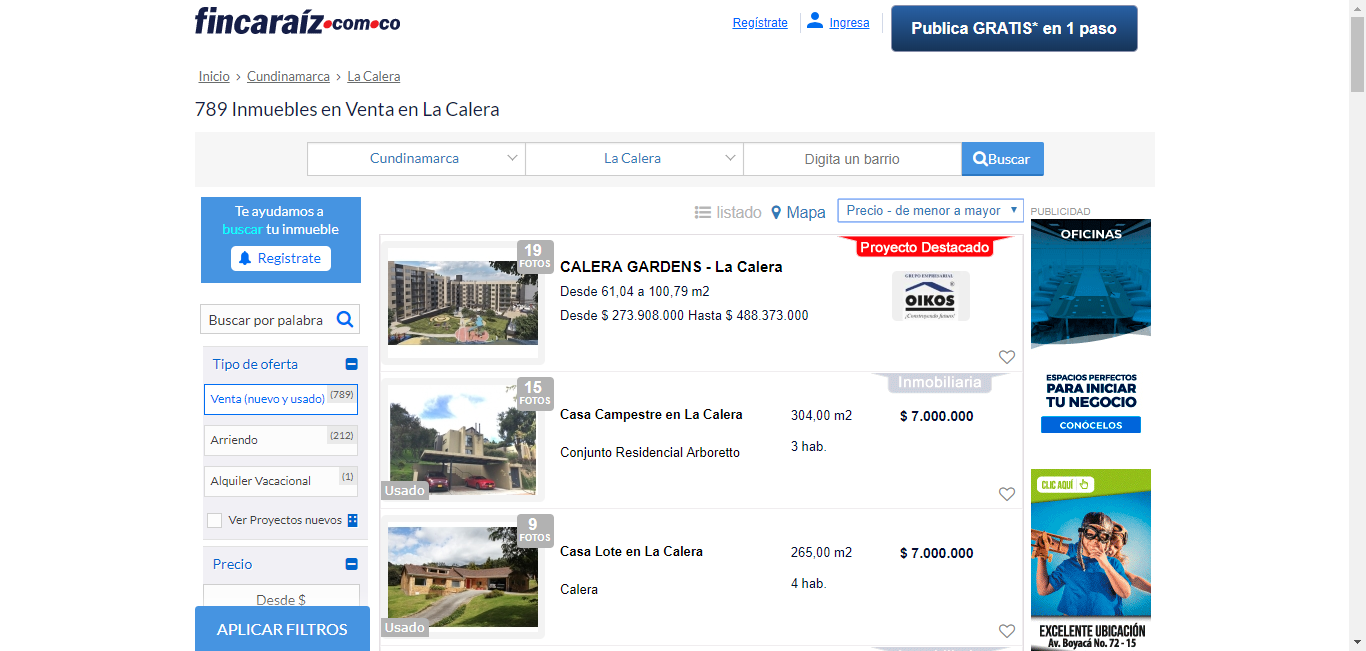 fincaraíz.com.co
Regístrate
Ingresa
Publica GRATIS* en 1 paso
Inicio › Cundinamarca › La Calera
789 Inmuebles en Venta en La Calera
Cundinamarca
La Calera
Digita un barrio
Buscar
Te ayudamos a
buscar tu inmueble
Registrate
Buscar por palabra
Tipo de oferta
Venta (nuevo y usado) (789)
Arriendo (212)
Alquiler Vacacional (1)
Ver Proyectos nuevos
Precio
Desde $
APLICAR FILTROS
listado
Mapa
Precio - de menor a mayor
19
FOTOS
CALERA GARDENS - La Calera
Desde 61,04 a 100,79 m2
Desde $ 273.908.000 Hasta $ 488.373.000
Proyecto Destacado
GRUPO EMPRESARIAL
OIKOS
¡Construyendo futuro!
15
FOTOS
Usado
Casa Campestre en La Calera
Conjunto Residencial Arboretto
304,00 m2
3 hab.
Inmobiliaria
$ 7.000.000
9
FOTOS
Usado
Casa Lote en La Calera
Calera
265,00 m2
4 hab.
$ 7.000.000
PUBLICIDAD
OFICINAS
ESPACIOS PERFECTOS
PARA INICIAR
TU NEGOCIO
CONÓCELOS
CLIC AQUÍ
EXCELENTE UBICACIÓN
Av. Boyacá No. 72 - 15